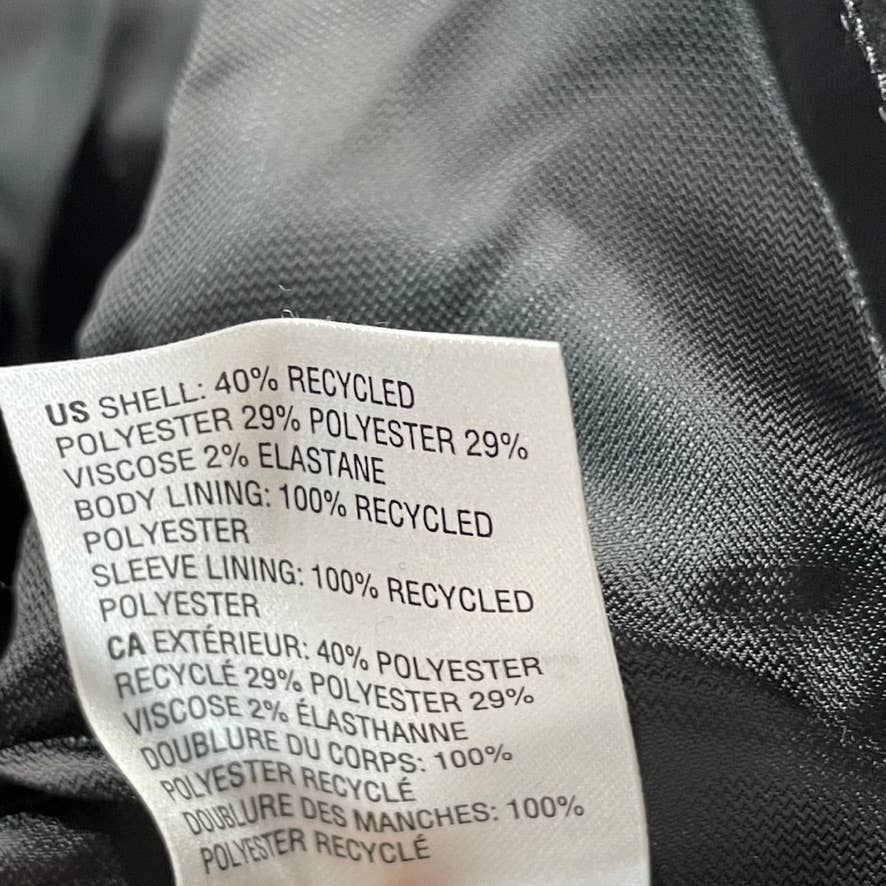 US SHELL: 40% RECYCLED
POLYESTER 29% POLYESTER 29%
VISCOSE 2% ELASTANE
BODY LINING: 100% RECYCLED
POLYESTER
SLEEVE LINING: 100% RECYCLED
POLYESTER
CA EXTÉRIEUR: 40% POLYESTER
RECYCLÉ 29% POLYESTER 29%
VISCOSE 2% ÉLASTHANNE
DOUBLURE DU CORPS: 100%
POLYESTER RECYCLÉ
DOUBLURE DES MANCHES: 100%
POLYESTER RECYCLÉ